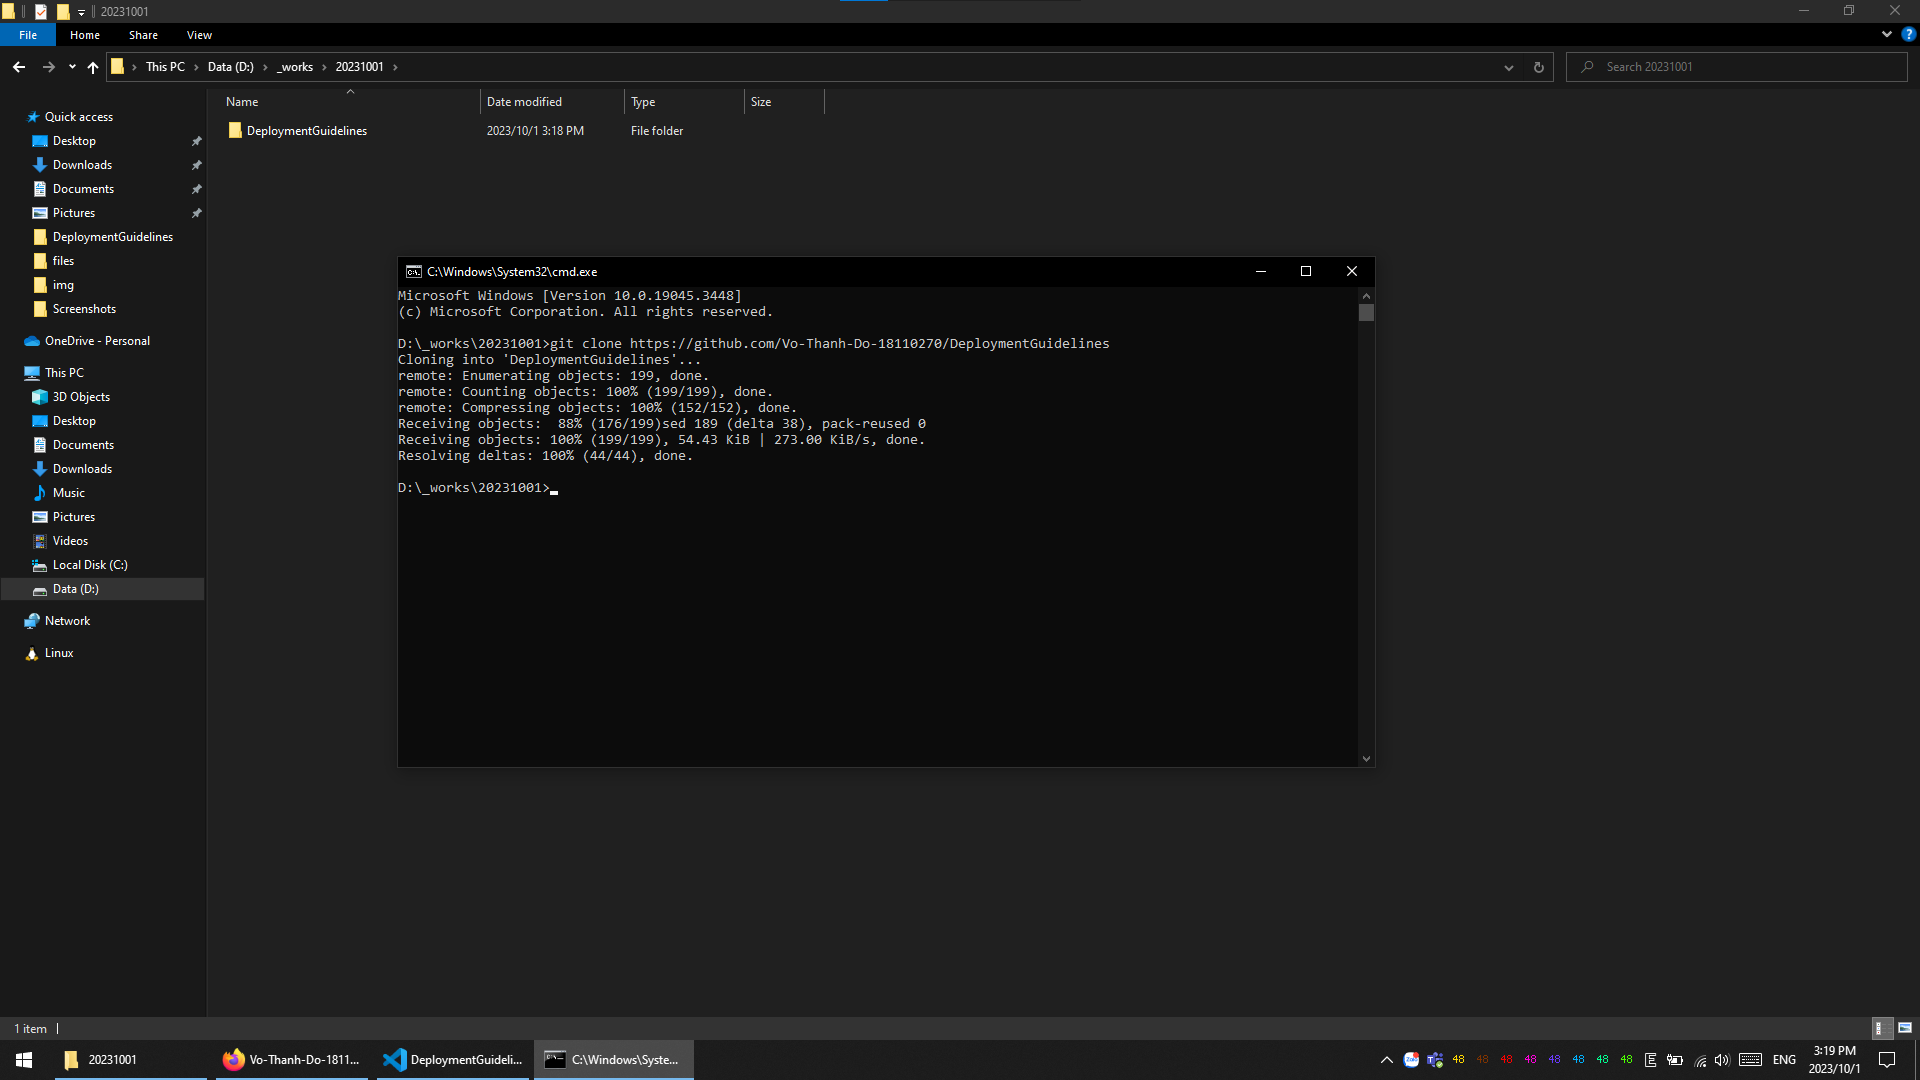 20231001
File Home Share View
This PC Data (D:) _works 20231001
Search 20231001
Name Date modified Type Size
DeploymentGuidelines 2023/10/1 3:18 PM File folder
Quick access
Desktop
Downloads
Documents
Pictures
DeploymentGuidelines
files
img
Screenshots
OneDrive - Personal
This PC
3D Objects
Desktop
Documents
Downloads
Music
Pictures
Videos
Local Disk (C:)
Data (D:)
Network
Linux
C:\Windows\System32\cmd.exe
Microsoft Windows [Version 10.0.19045.3448]
(c) Microsoft Corporation. All rights reserved.
D:\_works\20231001>git clone https://github.com/Vo-Thanh-Do-18110270/DeploymentGuidelines
Cloning into 'DeploymentGuidelines'...
remote: Enumerating objects: 199, done.
remote: Counting objects: 100% (199/199), done.
remote: Compressing objects: 100% (152/152), done.
Receiving objects:  88% (176/199)sed 189 (delta 38), pack-reused 0
Receiving objects: 100% (199/199), 54.43 KiB | 273.00 KiB/s, done.
Resolving deltas: 100% (44/44), done.
D:\_works\20231001>
1 item
20231001
Vo-Thanh-Do-1811...
DeploymentGuideli...
C:\Windows\Syste...
48 48 48 48 48 48 48 48
ENG
3:19 PM
2023/10/1